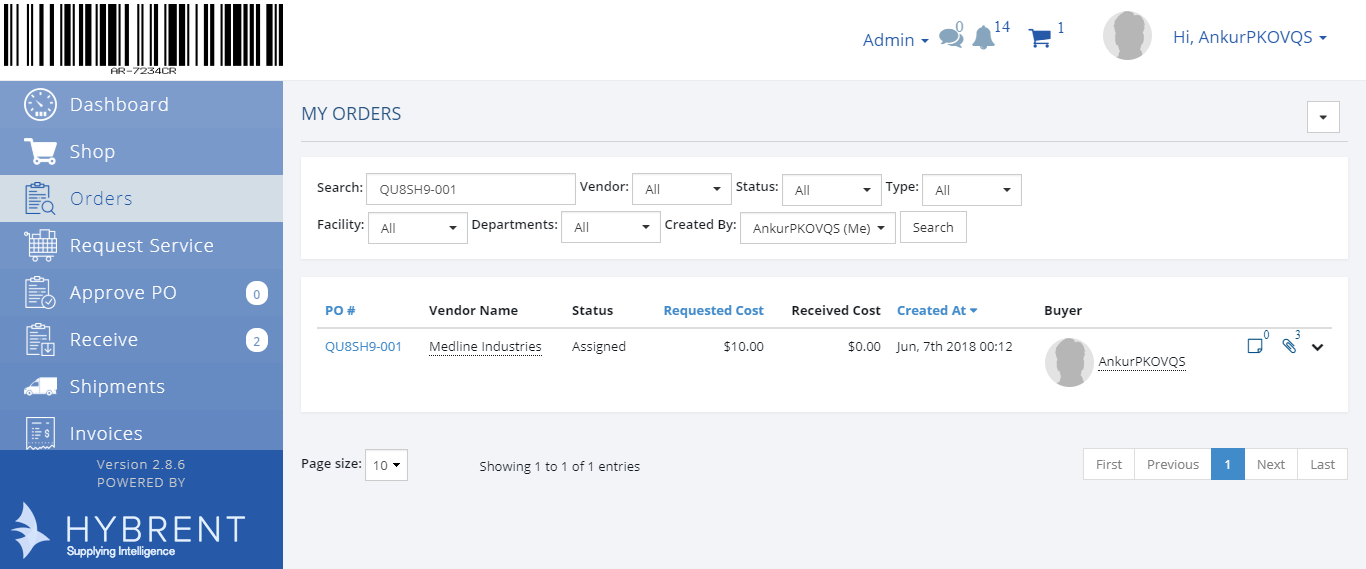 AR-7234CR
Admin
0
14
1
Hi, AnkurPKOVQS
Dashboard
Shop
Orders
Request Service
Approve PO 0
Receive 2
Shipments
Invoices
Version 2.8.6
POWERED BY
HYBRENT
Supplying Intelligence
MY ORDERS
Search: QU8SH9-001 Vendor: All Status: All Type: All
Facility: All Departments: All Created By: AnkurPKOVQS (Me) Search
PO # Vendor Name Status Requested Cost Received Cost Created At Buyer
QU8SH9-001 Medline Industries Assigned $10.00 $0.00 Jun, 7th 2018 00:12 AnkurPKOVQS 0 3
Page size: 10 Showing 1 to 1 of 1 entries First Previous 1 Next Last